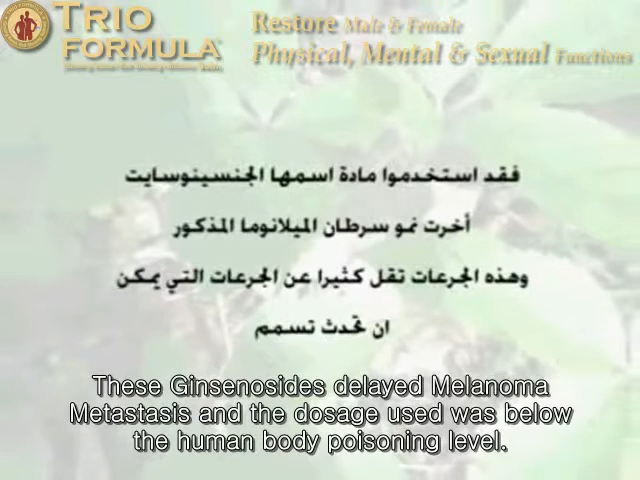 TRIO
FORMULA
Restore Male & Female
Physical, Mental & Sexual Functions
فقد استخدموا مادة اسمها الجنسينوسايت
أخرت نمو سرطان الميلانوما المذكور
وهذه الجرعات تقل كثيرا عن الجرعات التي يمكن
ان تحدث تسمم
These Ginsenosides delayed Melanoma
Metastasis and the dosage used was below
the human body poisoning level.